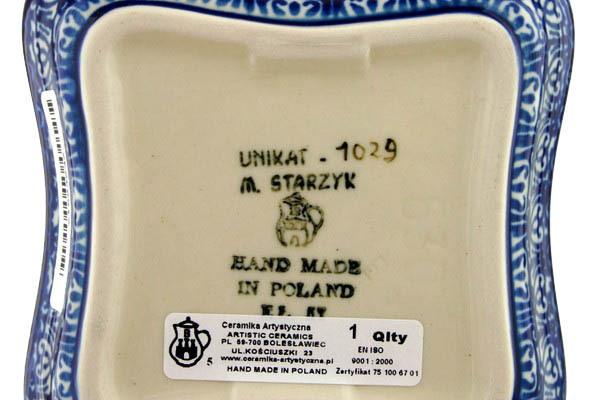 UNIKAT - 1029
M. STARZYK
HAND MADE
IN POLAND
Ceramika Artystyczna
ARTISTIC CERAMICS
PL 59-700 BOLESŁAWIEC
UL.KOŚCIUSZKI 23
www.ceramika-artystyczna.pl
HAND MADE IN POLAND
5
1 Qlty
EN ISO
9001 : 2000
Zertyfikat 75 100 67 01